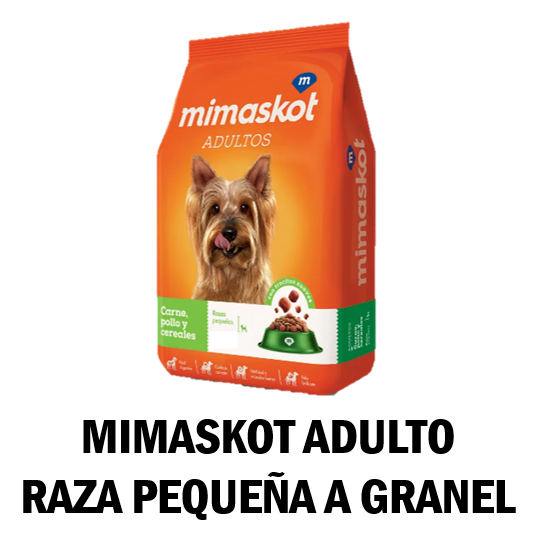 m
mimaskot
ADULTOS
mimaskot
m
Carne,
pollo y
cereales
Razas
pequeñas
m
MIMASKOT ADULTO
RAZA PEQUEÑA A GRANEL